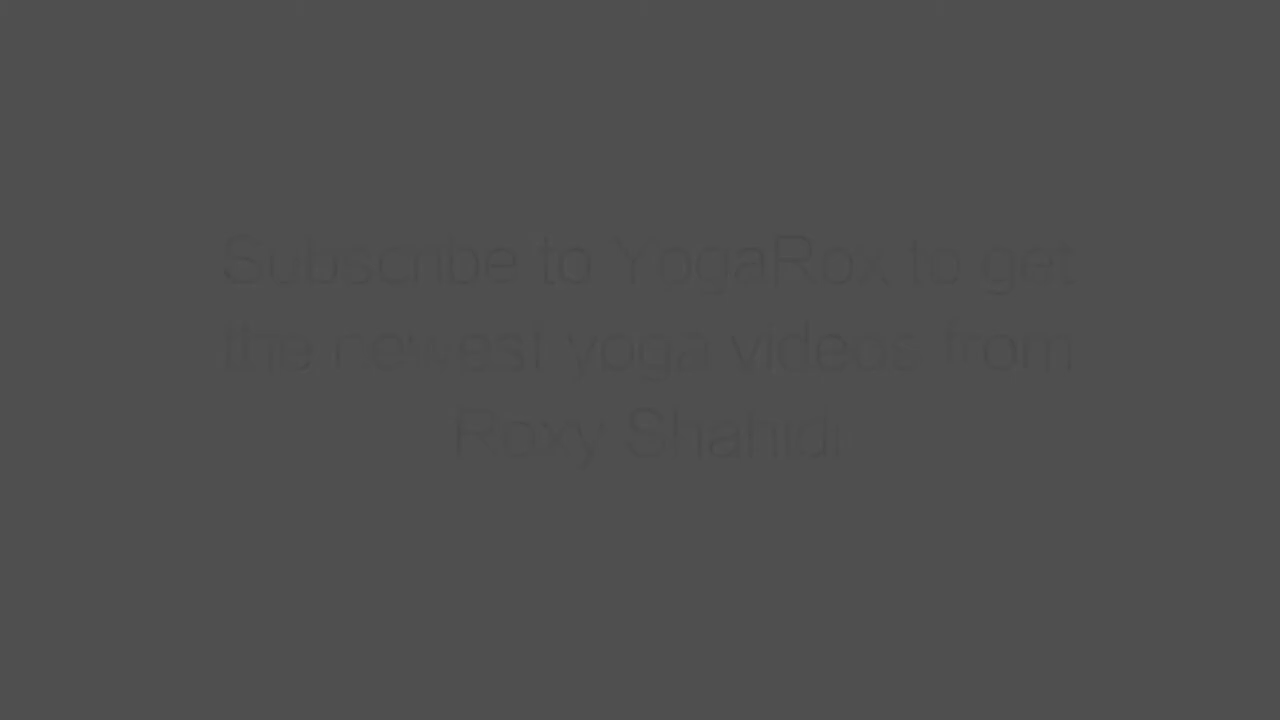 Subscribe to YogaRox to get
the newest yoga videos from
Roxy Shahidi